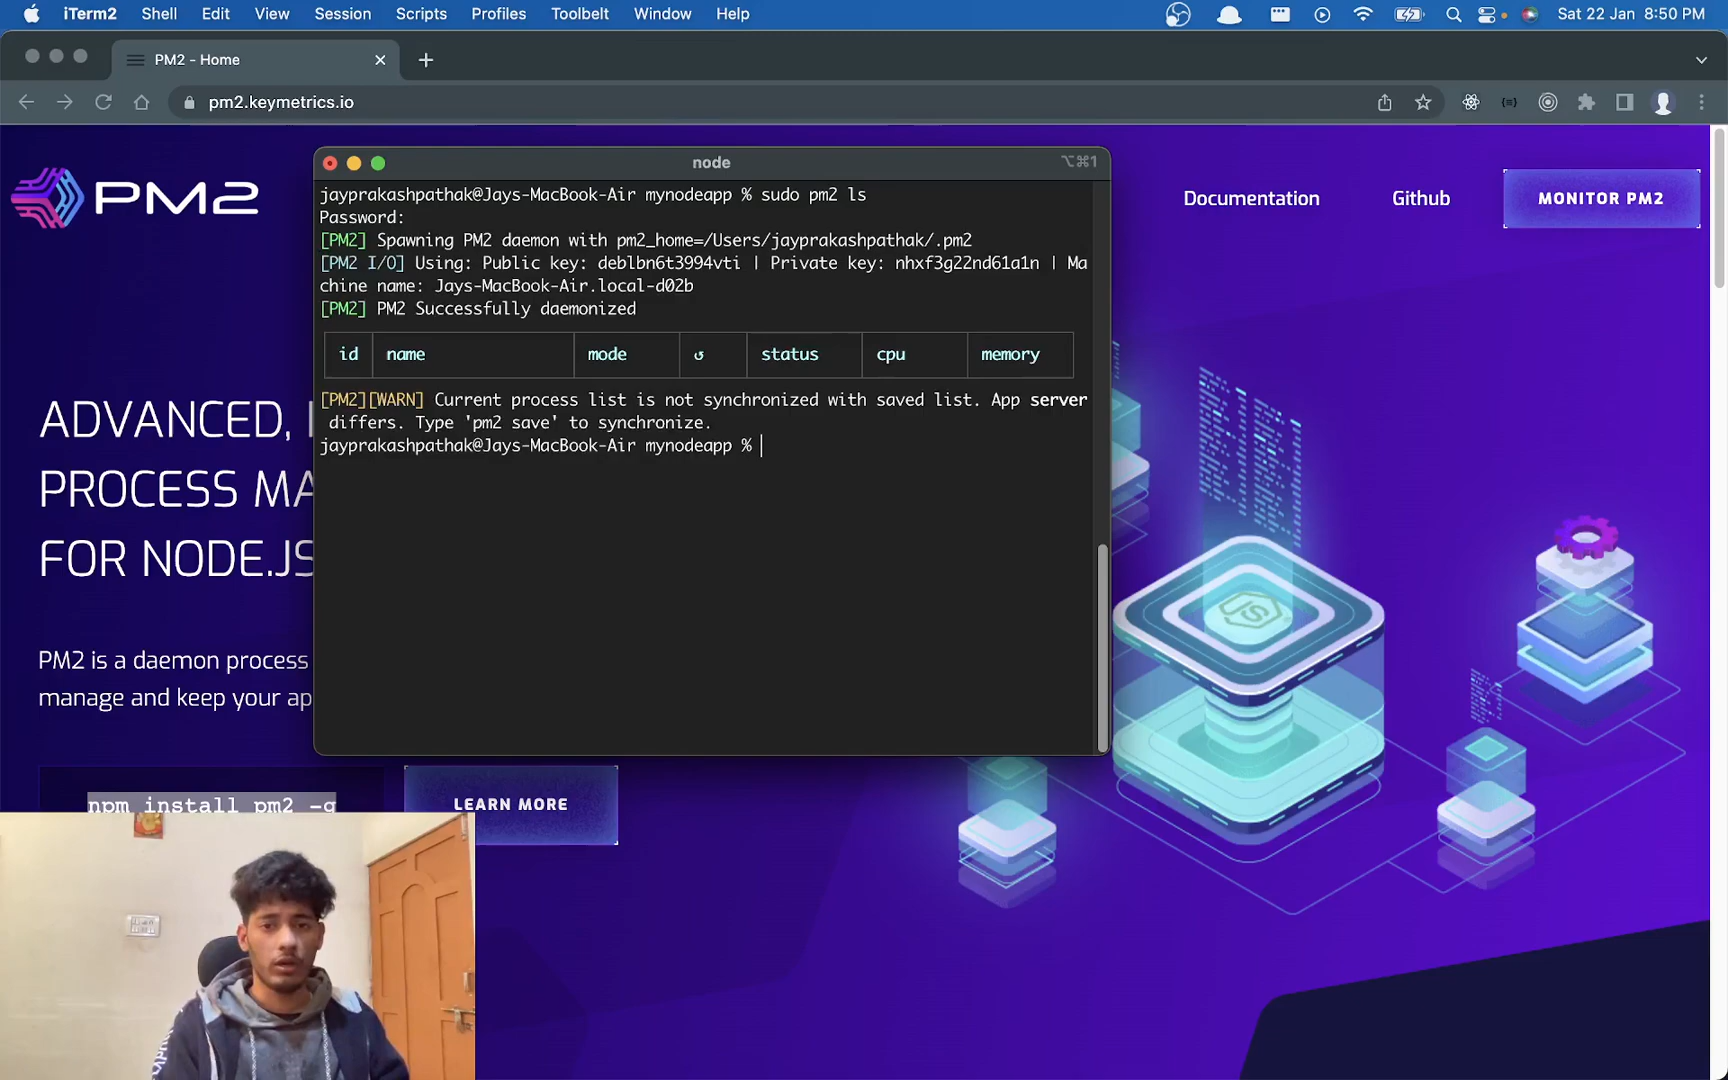 iTerm2 Shell Edit View Session Scripts Profiles Toolbelt Window Help Sat 22 Jan 8:50 PM
PM2 - Home
pm2.keymetrics.io
PM2
Documentation Github MONITOR PM2
node ⌥⌘1
jayprakashpathak@Jays-MacBook-Air mynodeapp % sudo pm2 ls
Password:
[PM2] Spawning PM2 daemon with pm2_home=/Users/jayprakashpathak/.pm2
[PM2 I/O] Using: Public key: deblbn6t3994vti | Private key: nhxf3g22nd61a1n | Ma
chine name: Jays-MacBook-Air.local-d02b
[PM2] PM2 Successfully daemonized
id name mode ↺ status cpu memory
[PM2][WARN] Current process list is not synchronized with saved list. App server
differs. Type 'pm2 save' to synchronize.
jayprakashpathak@Jays-MacBook-Air mynodeapp %
ADVANCED,
PROCESS MA
FOR NODE.JS
PM2 is a daemon process
manage and keep your ap
npm install pm2 -g
LEARN MORE
JS